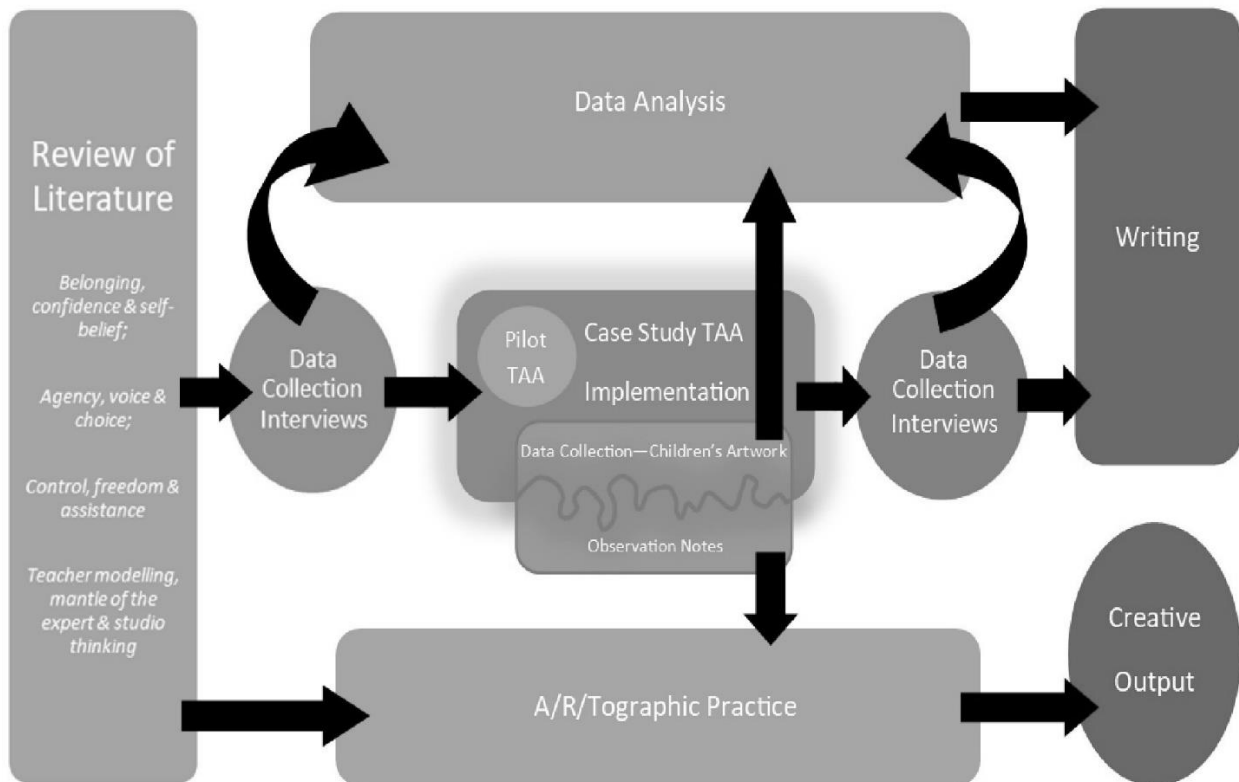 Review of
Literature
Belonging,
confidence & self-
belief;
Agency, voice &
choice;
Control, freedom &
assistance
Teacher modelling,
mantle of the
expert & studio
thinking
Data Analysis
Data
Collection
Interviews
Pilot
TAA
Case Study TAA
Implementation
Data Collection—Children's Artwork
Observation Notes
Data
Collection
Interviews
Writing
A/R/Tographic Practice
Creative
Output